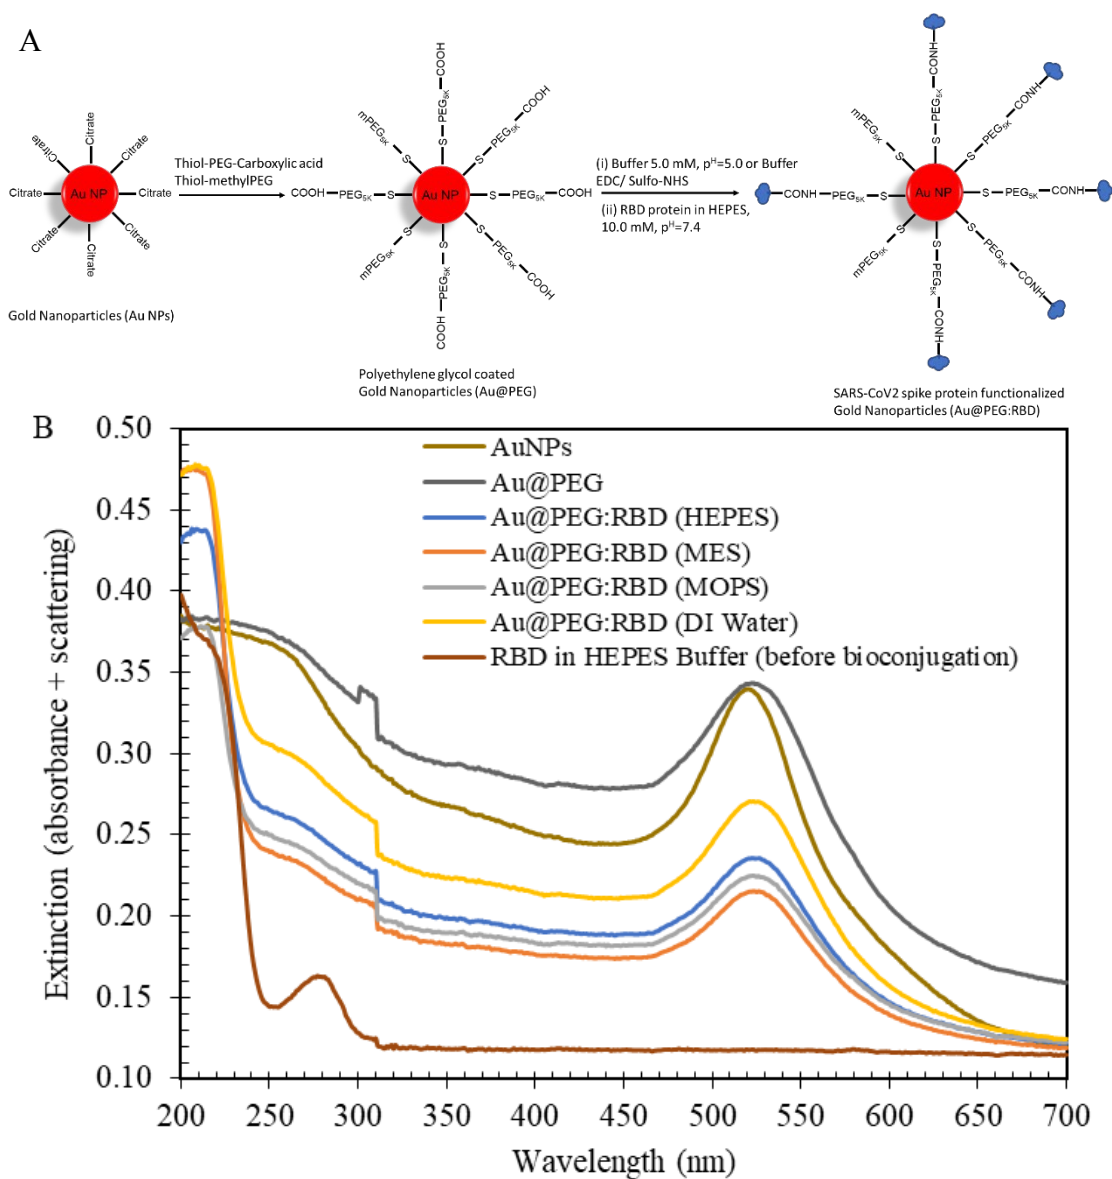 A
Citrate
Citrate
Citrate
Citrate
Au NP
Citrate
Citrate
Citrate
Citrate
Gold Nanoparticles (Au NPs)
Thiol-PEG-Carboxylic acid
Thiol-methylPEG
COOH
PEG5K
S
mPEG5K
S
S
PEG5K
COOH
COOH
PEG5K
S
Au NP
S
PEG5K
COOH
mPEG5K
S
S
PEG5K
COOH
S
PEG5K
COOH
Polyethylene glycol coated
Gold Nanoparticles (Au@PEG)
(i) Buffer 5.0 mM, pH=5.0 or Buffer
EDC/ Sulfo-NHS
(ii) RBD protein in HEPES,
10.0 mM, pH=7.4
CONH
PEG5K
S
mPEG5K
S
S
PEG5K
CONH
CONH
PEG5K
S
Au NP
S
PEG5K
CONH
mPEG5K
S
S
PEG5K
CONH
S
PEG5K
CONH
SARS-CoV2 spike protein functionalized
Gold Nanoparticles (Au@PEG:RBD)
B
Extinction (absorbance + scattering)
0.50
0.45
0.40
0.35
0.30
0.25
0.20
0.15
0.10
AuNPs
Au@PEG
Au@PEG:RBD (HEPES)
Au@PEG:RBD (MES)
Au@PEG:RBD (MOPS)
Au@PEG:RBD (DI Water)
RBD in HEPES Buffer (before bioconjugation)
200 250 300 350 400 450 500 550 600 650 700
Wavelength (nm)